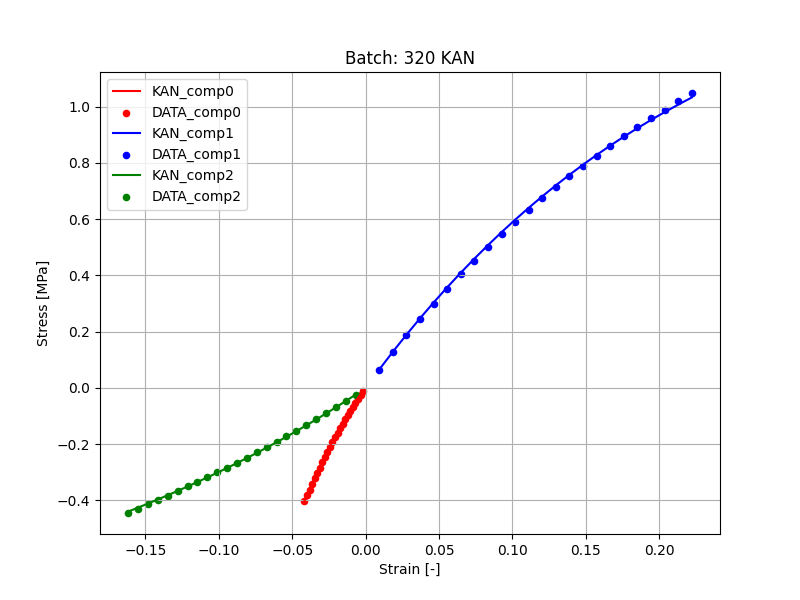 Batch: 320 KAN
KAN_comp0
DATA_comp0
KAN_comp1
DATA_comp1
KAN_comp2
DATA_comp2
Stress [MPa]
1.0
0.8
0.6
0.4
0.2
0.0
−0.2
−0.4
−0.15 −0.10 −0.05 0.00 0.05 0.10 0.15 0.20
Strain [-]